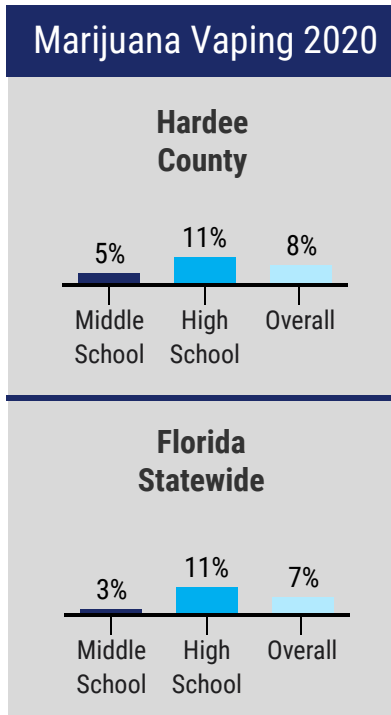 Marijuana Vaping 2020
Hardee
County
5%
11%
8%
Middle
School
High
School
Overall
Florida
Statewide
3%
11%
7%
Middle
School
High
School
Overall